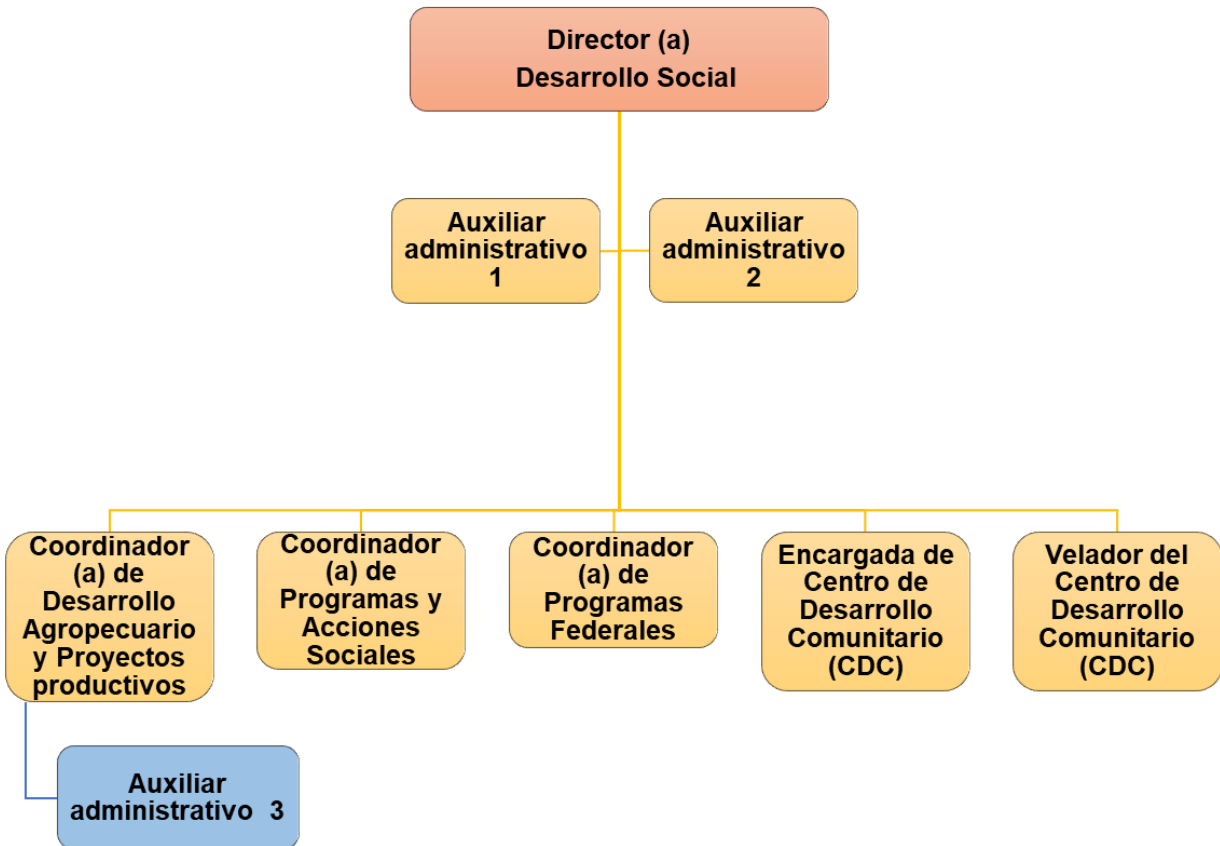 Director (a)
Desarrollo Social
Auxiliar
administrativo
1
Auxiliar
administrativo
2
Coordinador
(a) de
Desarrollo
Agropecuario
y Proyectos
productivos
Coordinador
(a) de
Programas y
Acciones
Sociales
Coordinador
(a) de
Programas
Federales
Encargada de
Centro de
Desarrollo
Comunitario
(CDC)
Velador del
Centro de
Desarrollo
Comunitario
(CDC)
Auxiliar
administrativo 3